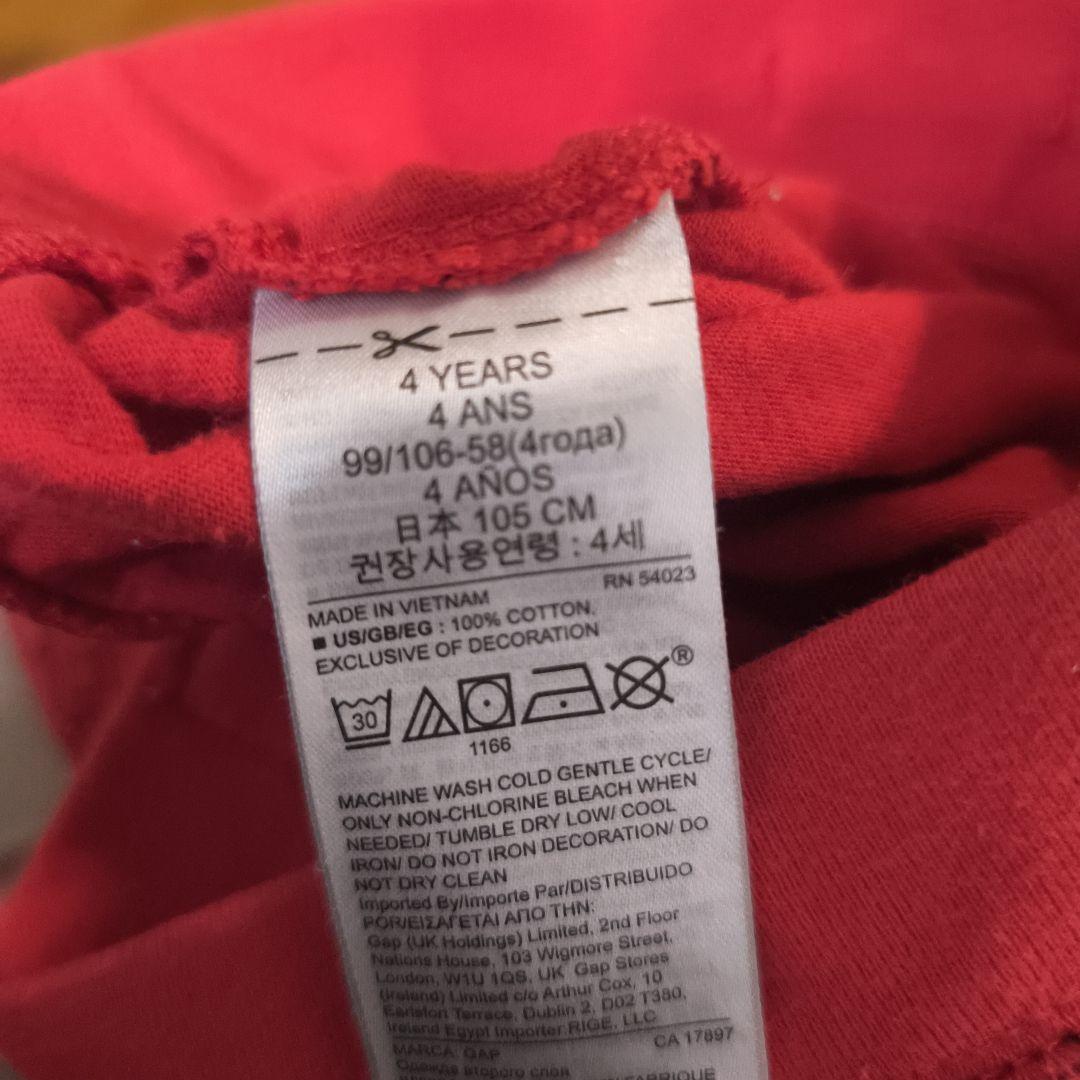 4 YEARS
4 ANS
99/106-58(4года)
4 AÑOS
日本 105 CM
권장사용연령 : 4세
RN 54023
MADE IN VIETNAM
■ US/GB/EG : 100% COTTON,
EXCLUSIVE OF DECORATION
30
®
1166
MACHINE WASH COLD GENTLE CYCLE/
ONLY NON-CHLORINE BLEACH WHEN
NEEDED/ TUMBLE DRY LOW/ COOL
IRON/ DO NOT IRON DECORATION/ DO
NOT DRY CLEAN
Imported By/Importe Par/DISTRIBUIDO
POR/ΕΙΣΑΓΕΤΑΙ ΑΠΟ ΤΗΝ:
Gap (UK Holdings) Limited, 2nd Floor
Nations House, 103 Wigmore Street,
London, W1U 1QS, UK Gap Stores
(Ireland) Limited c/o Arthur Cox, 10
Earlston Terrace, Dublin 2, D02 T380,
Ireland Egypt Importer:RIGE, LLC
CA 17897
MARCA: GAP
Одежда второго слоя
FABRIQUE